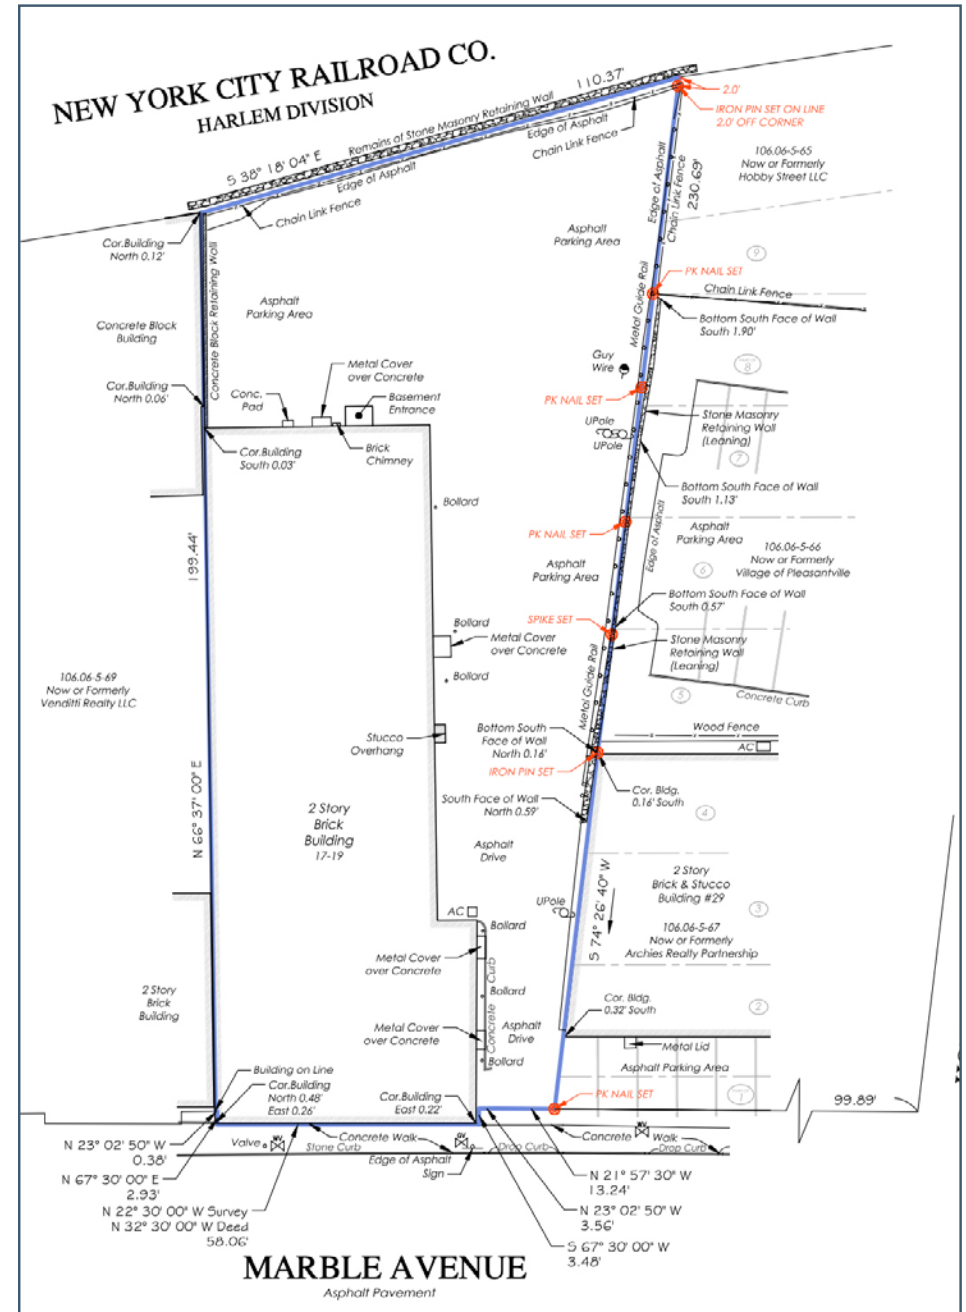 NEW YORK CITY RAILROAD CO.
HARLEM DIVISION
110.37'
S 38° 18' 04" E
Remains of Stone Masonry Retaining Wall
Edge of Asphalt
Chain Link Fence
Edge of Asphalt
Chain Link Fence
2.0'
IRON PIN SET ON LINE
2.0' OFF CORNER
106.06-5-65
Now or Formerly
Hobby Street LLC
Edge of Asphalt
Chain Link Fence
230.69'
Cor.Building
North 0.12'
Concrete Block Retaining Wall
Asphalt
Parking Area
Asphalt
Parking Area
9
PK NAIL SET
Chain Link Fence
Metal Guide Rail
Bottom South Face of Wall
South 1.90'
Concrete Block
Building
Cor.Building
North 0.06'
Metal Cover
over Concrete
Conc.
Pad
Basement
Entrance
Guy
Wire
8
PK NAIL SET
UPole
UPole
Stone Masonry
Retaining Wall
(Leaning)
7
Cor.Building
South 0.03'
Brick
Chimney
Bollard
Bottom South Face of Wall
South 1.13'
PK NAIL SET
Asphalt
Parking Area
Edge of Asphalt
106.06-5-66
Now or Formerly
Village of Pleasantville
6
199.44'
Asphalt
Parking Area
Bottom South Face of Wall
South 0.57'
SPIKE SET
Bollard
Metal Cover
over Concrete
Stone Masonry
Retaining Wall
(Leaning)
Bollard
106.06-5-69
Now or Formerly
Venditti Realty LLC
Metal Guide Rail
5
Concrete Curb
Stucco
Overhang
Bottom South
Face of Wall
North 0.16'
Wood Fence
AC
IRON PIN SET
N 66° 37' 00" E
South Face of Wall
North 0.59'
Cor. Bldg.
0.16' South
4
2 Story
Brick
Building
17-19
Asphalt
Drive
2 Story
Brick & Stucco
Building #29
S 74° 26' 40" W
AC
UPole
3
106.06-5-67
Now or Formerly
Archies Realty Partnership
Bollard
Metal Cover
over Concrete
Concrete Curb
Bollard
2 Story
Brick
Building
Cor. Bldg.
0.32' South
2
Metal Cover
over Concrete
Asphalt
Drive
Bollard
Metal Lid
Asphalt Parking Area
Building on Line
Cor.Building
North 0.48'
East 0.26'
Cor.Building
East 0.22'
PK NAIL SET
1
99.89'
N 23° 02' 50" W
0.38'
Valve
Concrete Walk
Stone Curb
Drop Curb
Concrete Walk
Drop Curb
Edge of Asphalt
Sign
N 67° 30' 00" E
2.93'
N 22° 30' 00" W Survey
N 32° 30' 00" W Deed
58.06'
N 21° 57' 30" W
13.24'
N 23° 02' 50" W
3.56'
S 67° 30' 00" W
3.48'
MARBLE AVENUE
Asphalt Pavement